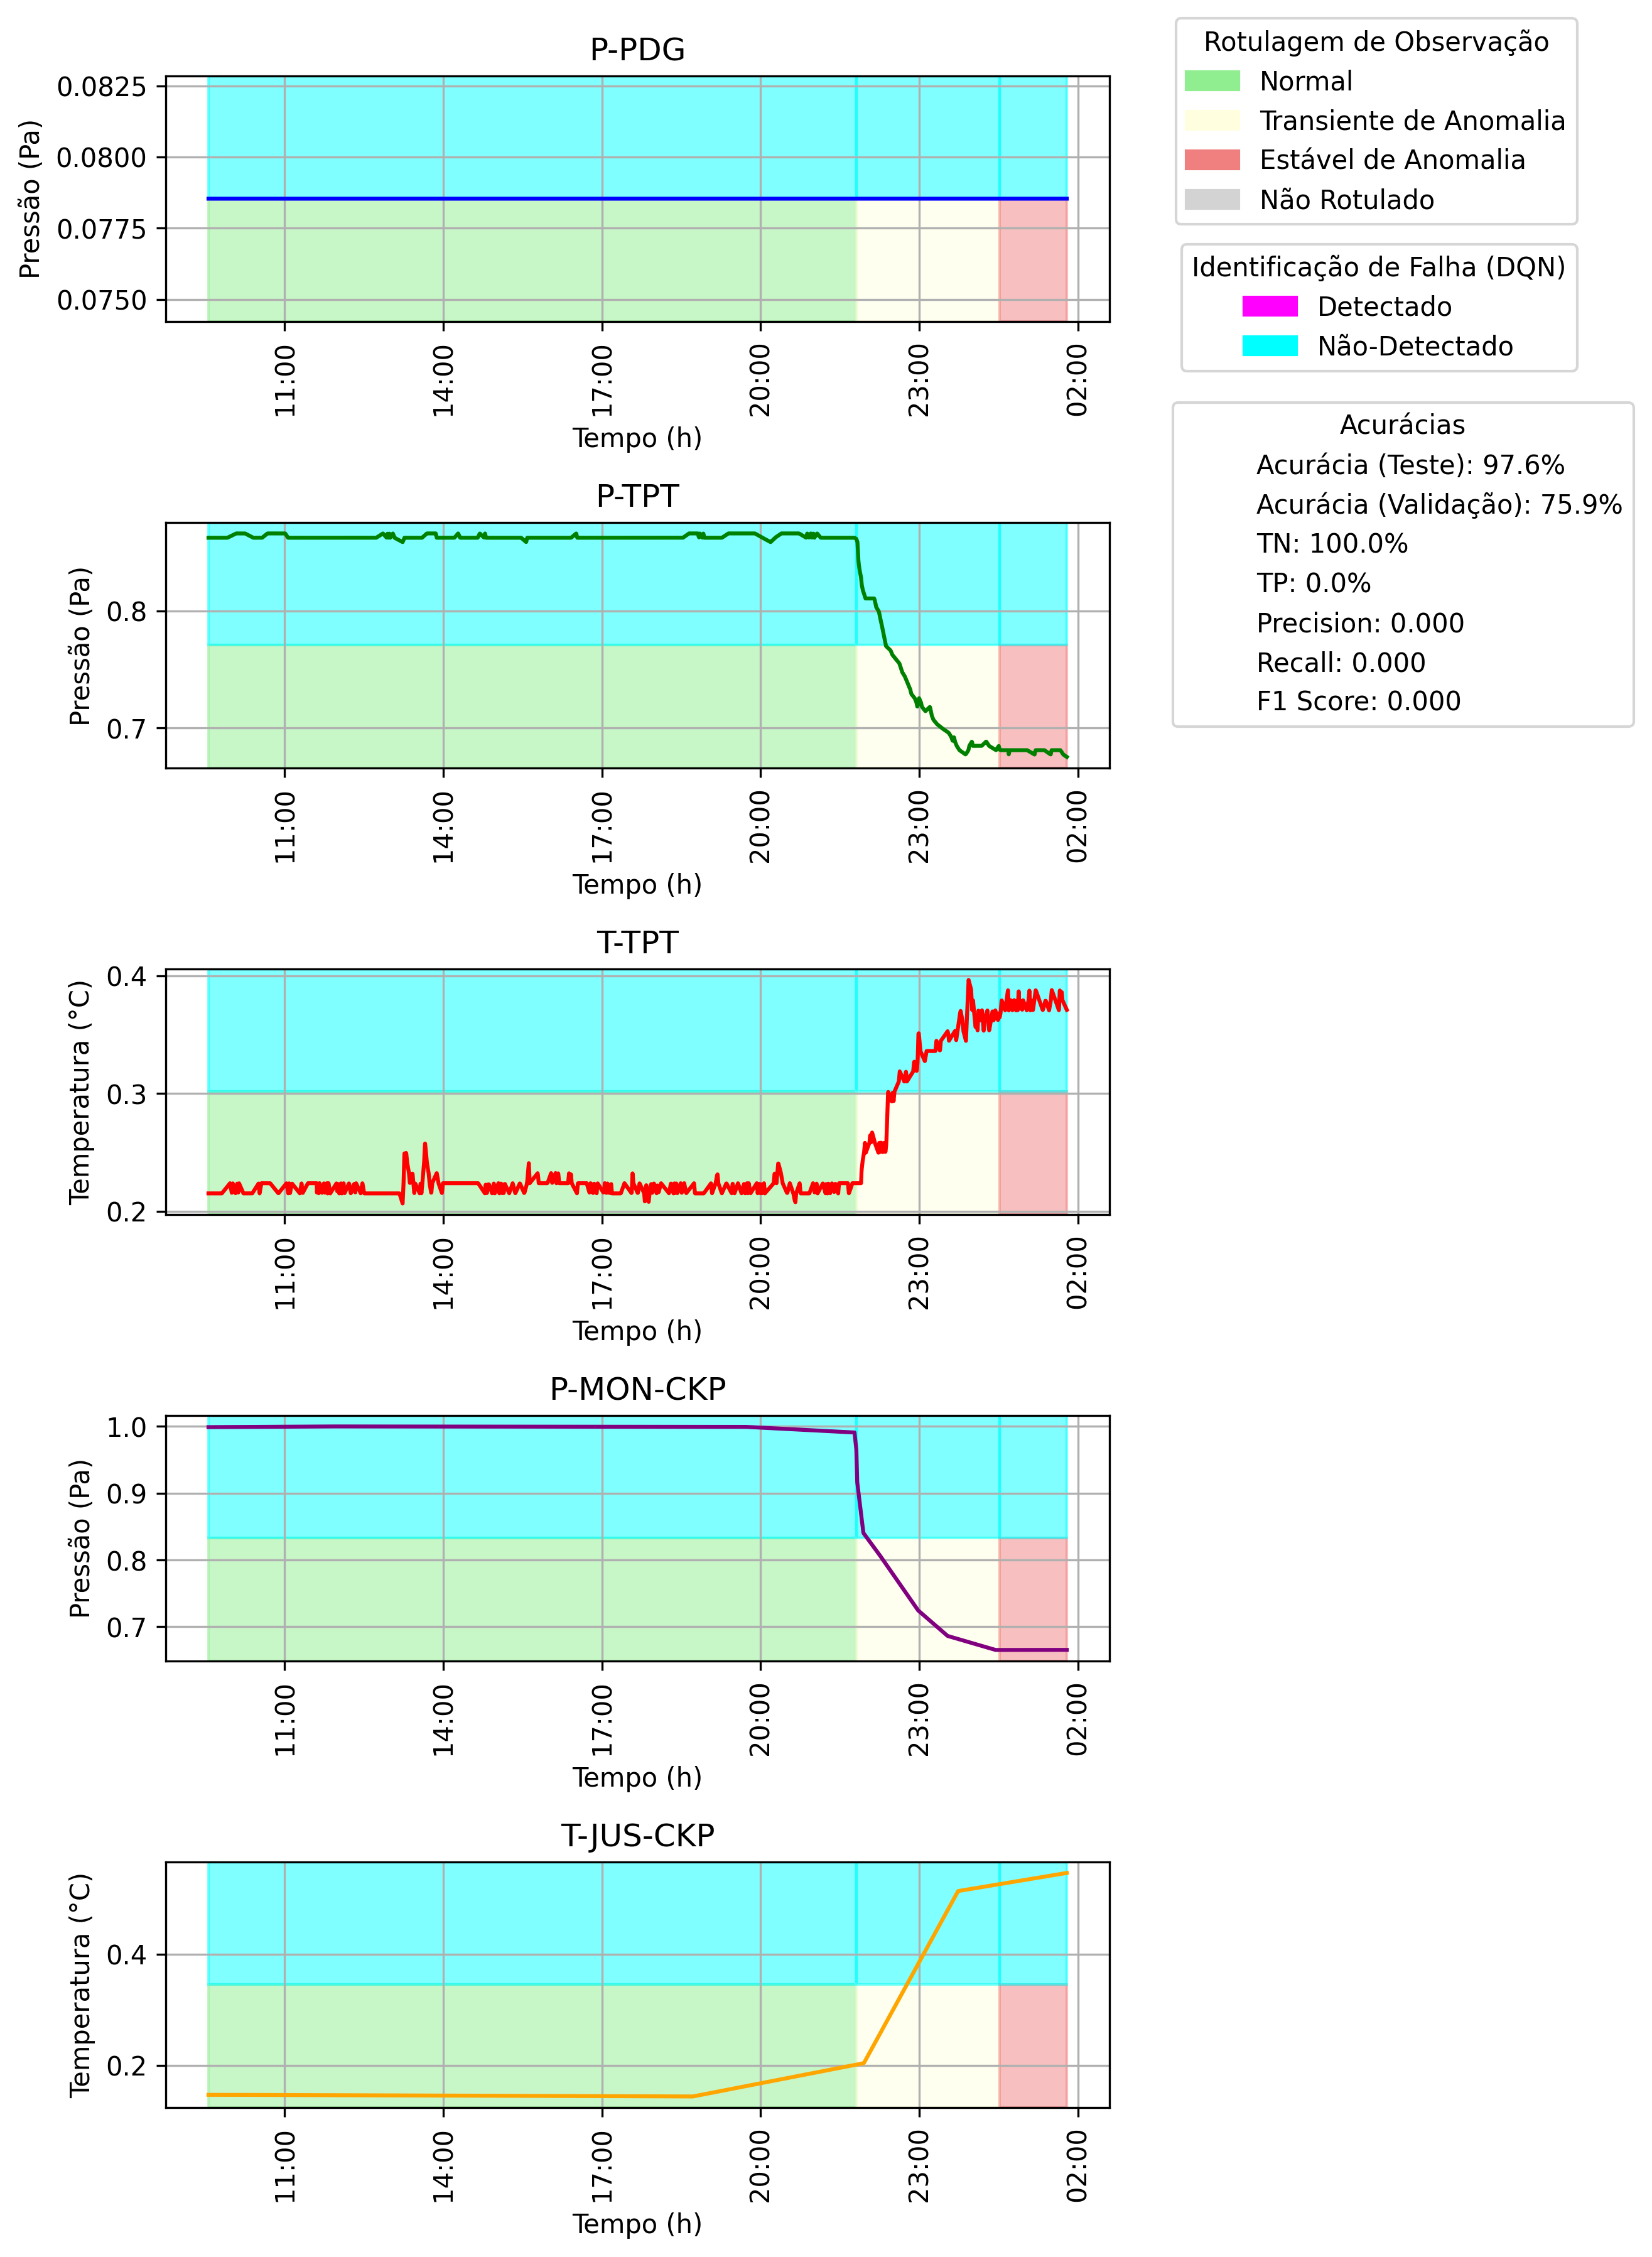 P-PDG
Pressão (Pa)
0.0825
0.0800
0.0775
0.0750
11:00
14:00
17:00
20:00
23:00
02:00
Tempo (h)
P-TPT
Pressão (Pa)
0.8
0.7
11:00
14:00
17:00
20:00
23:00
02:00
Tempo (h)
T-TPT
Temperatura (°C)
0.4
0.3
0.2
11:00
14:00
17:00
20:00
23:00
02:00
Tempo (h)
P-MON-CKP
Pressão (Pa)
1.0
0.9
0.8
0.7
11:00
14:00
17:00
20:00
23:00
02:00
Tempo (h)
T-JUS-CKP
Temperatura (°C)
0.4
0.2
11:00
14:00
17:00
20:00
23:00
02:00
Tempo (h)
Rotulagem de Observação
Normal
Transiente de Anomalia
Estável de Anomalia
Não Rotulado
Identificação de Falha (DQN)
Detectado
Não-Detectado
Acurácias
Acurácia (Teste): 97.6%
Acurácia (Validação): 75.9%
TN: 100.0%
TP: 0.0%
Precision: 0.000
Recall: 0.000
F1 Score: 0.000